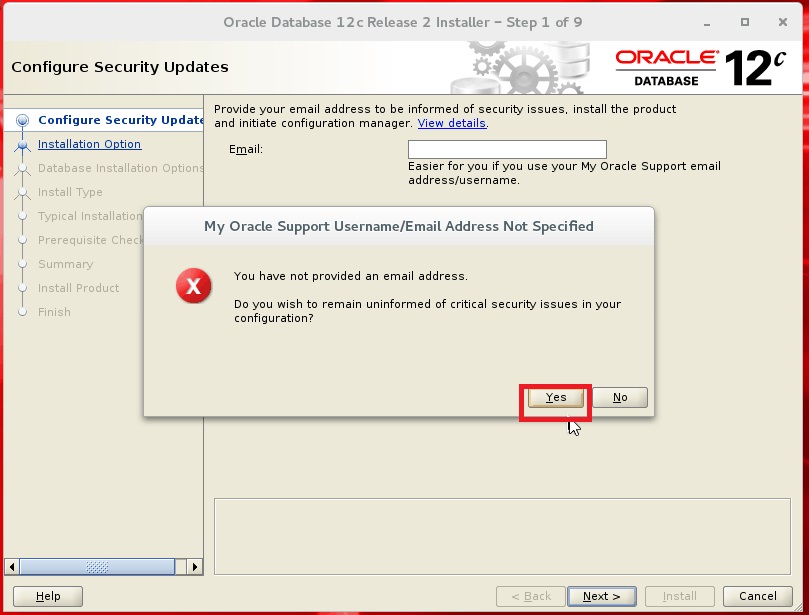 Oracle Database 12c Release 2 Installer – Step 1 of 9
Configure Security Updates
ORACLE
DATABASE
12c
Configure Security Update
Installation Option
Database Installation Options
Install Type
Typical Installation
Prerequisite Check
Summary
Install Product
Finish
Provide your email address to be informed of security issues, install the product
and initiate configuration manager. View details.
Email:
Easier for you if you use your My Oracle Support email
address/username.
My Oracle Support Username/Email Address Not Specified
X
You have not provided an email address.
Do you wish to remain uninformed of critical security issues in your
configuration?
Yes
No
Help
< Back
Next >
Install
Cancel